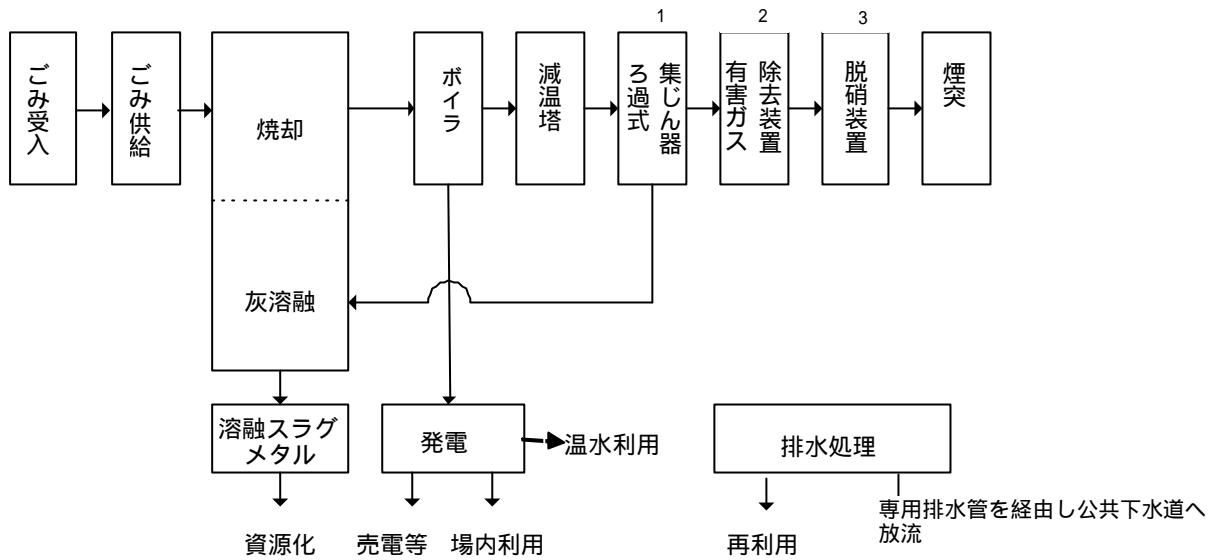 1
2
3
ごみ受入
ごみ供給
焼却
ボイラ
減温塔
ろ過式
集じん器
有害ガス
除去装置
脱硝装置
煙突
灰溶融
溶融スラグ
メタル
発電
温水利用
排水処理
専用排水管を経由し公共下水道へ
放流
資源化
売電等
場内利用
再利用